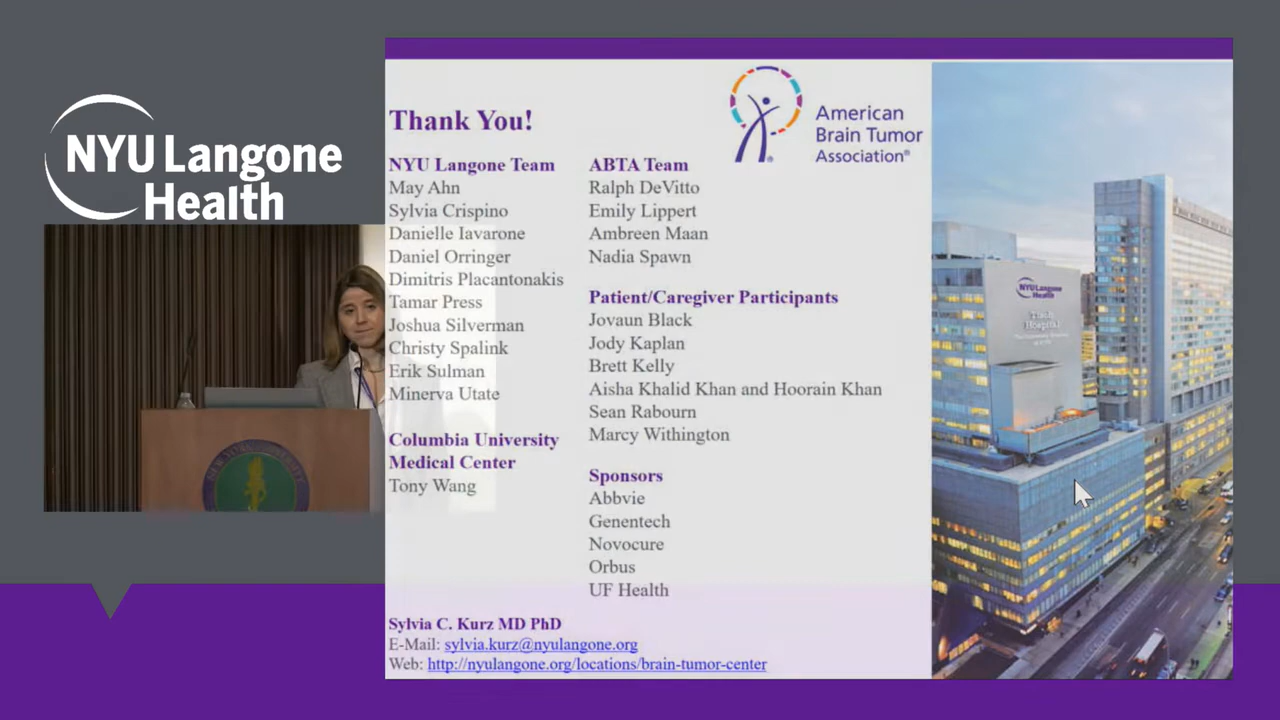 NYU Langone
Health
American
Brain Tumor
Association®
Thank You!
NYU Langone Team
May Ahn
Sylvia Crispino
Danielle Iavarone
Daniel Orringer
Dimitris Placantonakis
Tamar Press
Joshua Silverman
Christy Spalink
Erik Sulman
Minerva Utate
Columbia University
Medical Center
Tony Wang
ABTA Team
Ralph DeVitto
Emily Lippert
Ambreen Maan
Nadia Spawn
Patient/Caregiver Participants
Jovaun Black
Jody Kaplan
Brett Kelly
Aisha Khalid Khan and Hoorain Khan
Sean Rabourn
Marcy Withington
Sponsors
Abbvie
Genentech
Novocure
Orbus
UF Health
Sylvia C. Kurz MD PhD
E-Mail: sylvia.kurz@nyulangone.org
Web: http://nyulangone.org/locations/brain-tumor-center
NYU Langone
Health
Tisch
Hospital